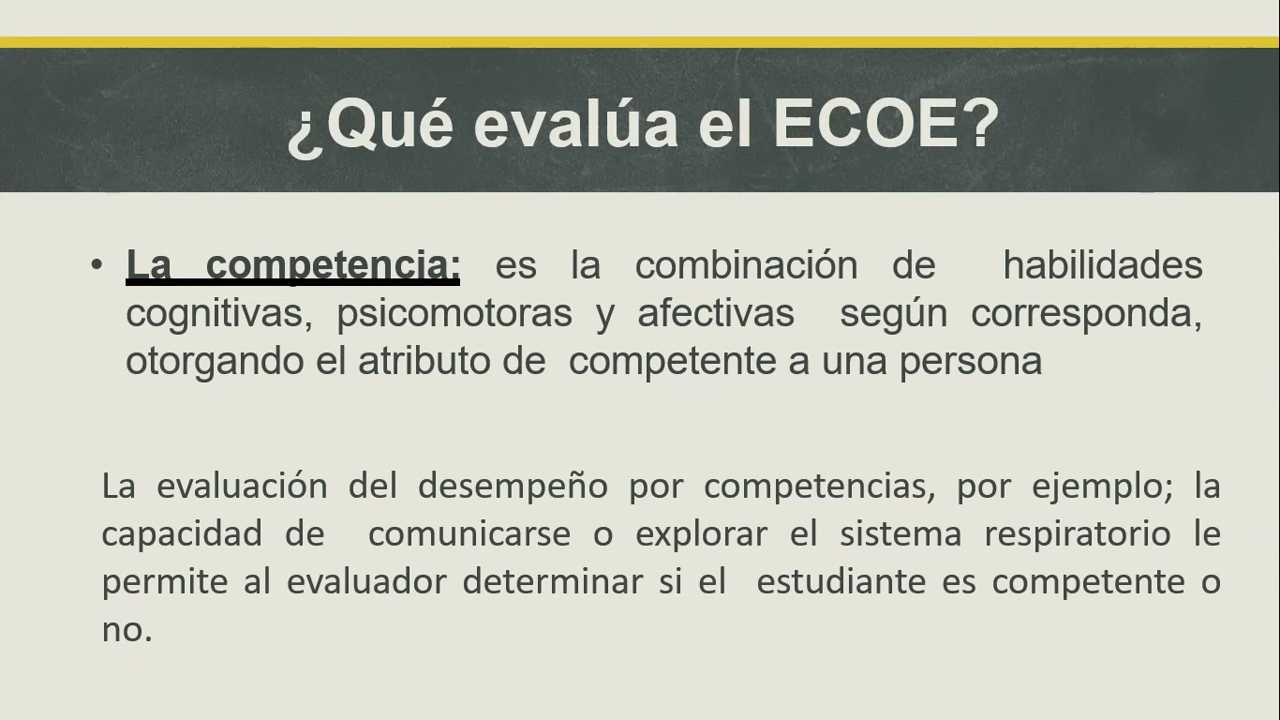 ¿Qué evalúa el ECOE?
• La competencia: es la combinación de habilidades
cognitivas, psicomotoras y afectivas según corresponda,
otorgando el atributo de competente a una persona
La evaluación del desempeño por competencias, por ejemplo; la
capacidad de comunicarse o explorar el sistema respiratorio le
permite al evaluador determinar si el estudiante es competente o
no.